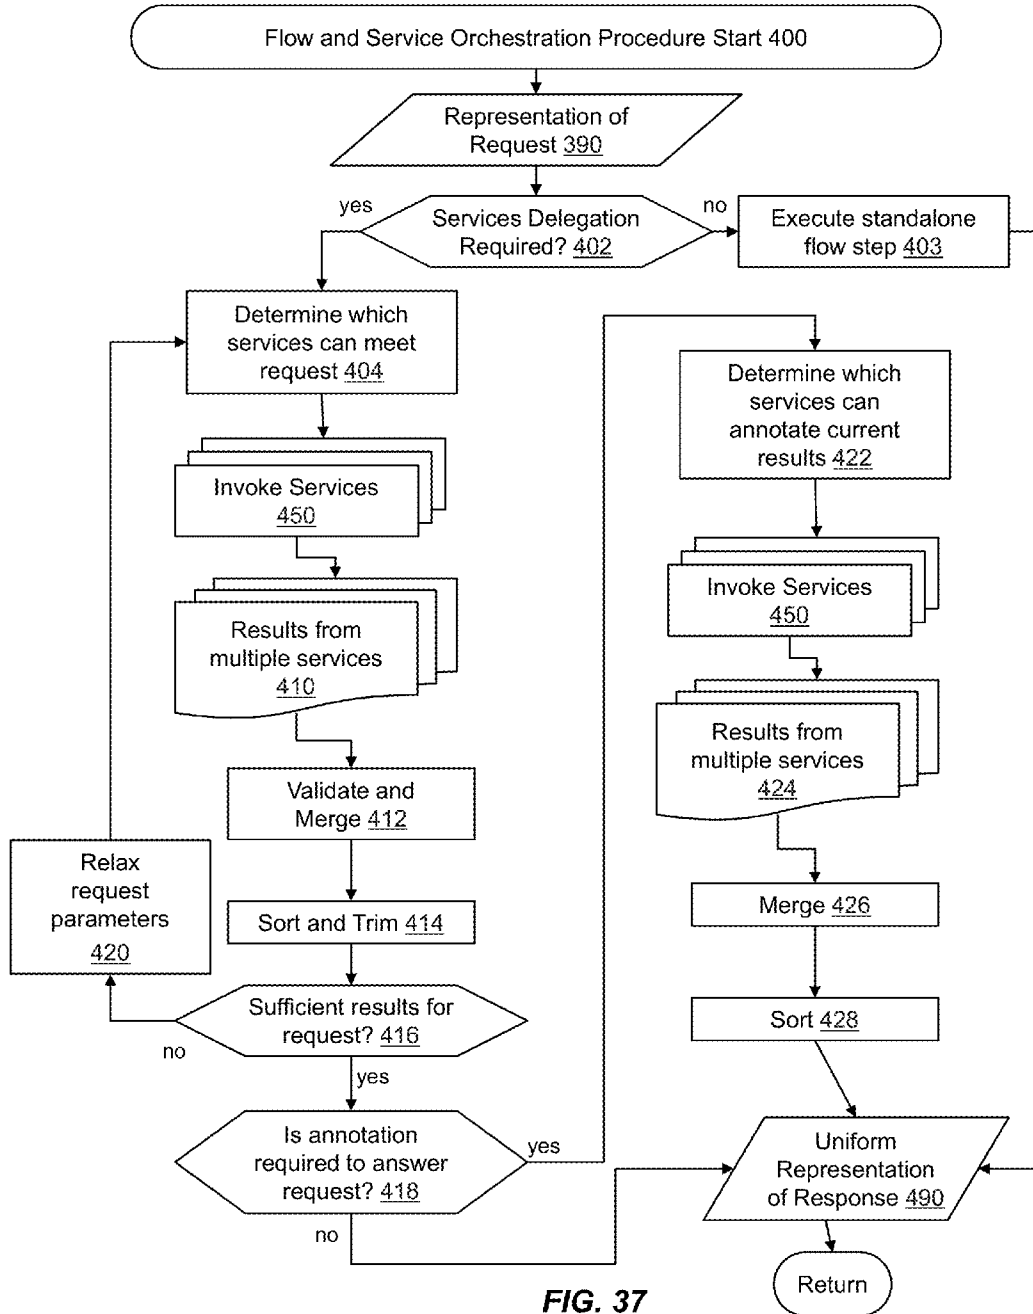 Flow and Service Orchestration Procedure Start 400
Representation of
Request 390
yes
Services Delegation
Required? 402
no
Execute standalone
flow step 403
Determine which
services can meet
request 404
Invoke Services
450
Results from
multiple services
410
Validate and
Merge 412
Relax
request
parameters
420
Sort and Trim 414
Sufficient results for
request? 416
no
yes
Is annotation
required to answer
request? 418
yes
no
Determine which
services can
annotate current
results 422
Invoke Services
450
Results from
multiple services
424
Merge 426
Sort 428
Uniform
Representation
of Response 490
Return
FIG. 37